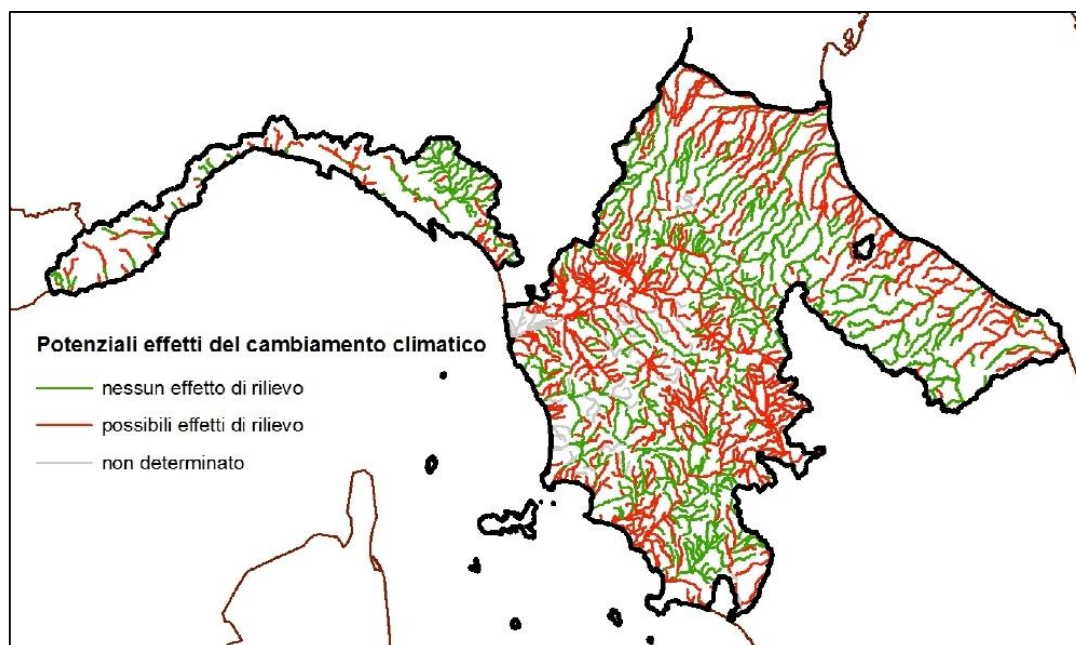 Potenziali effetti del cambiamento climatico
nessun effetto di rilievo
possibili effetti di rilievo
non determinato